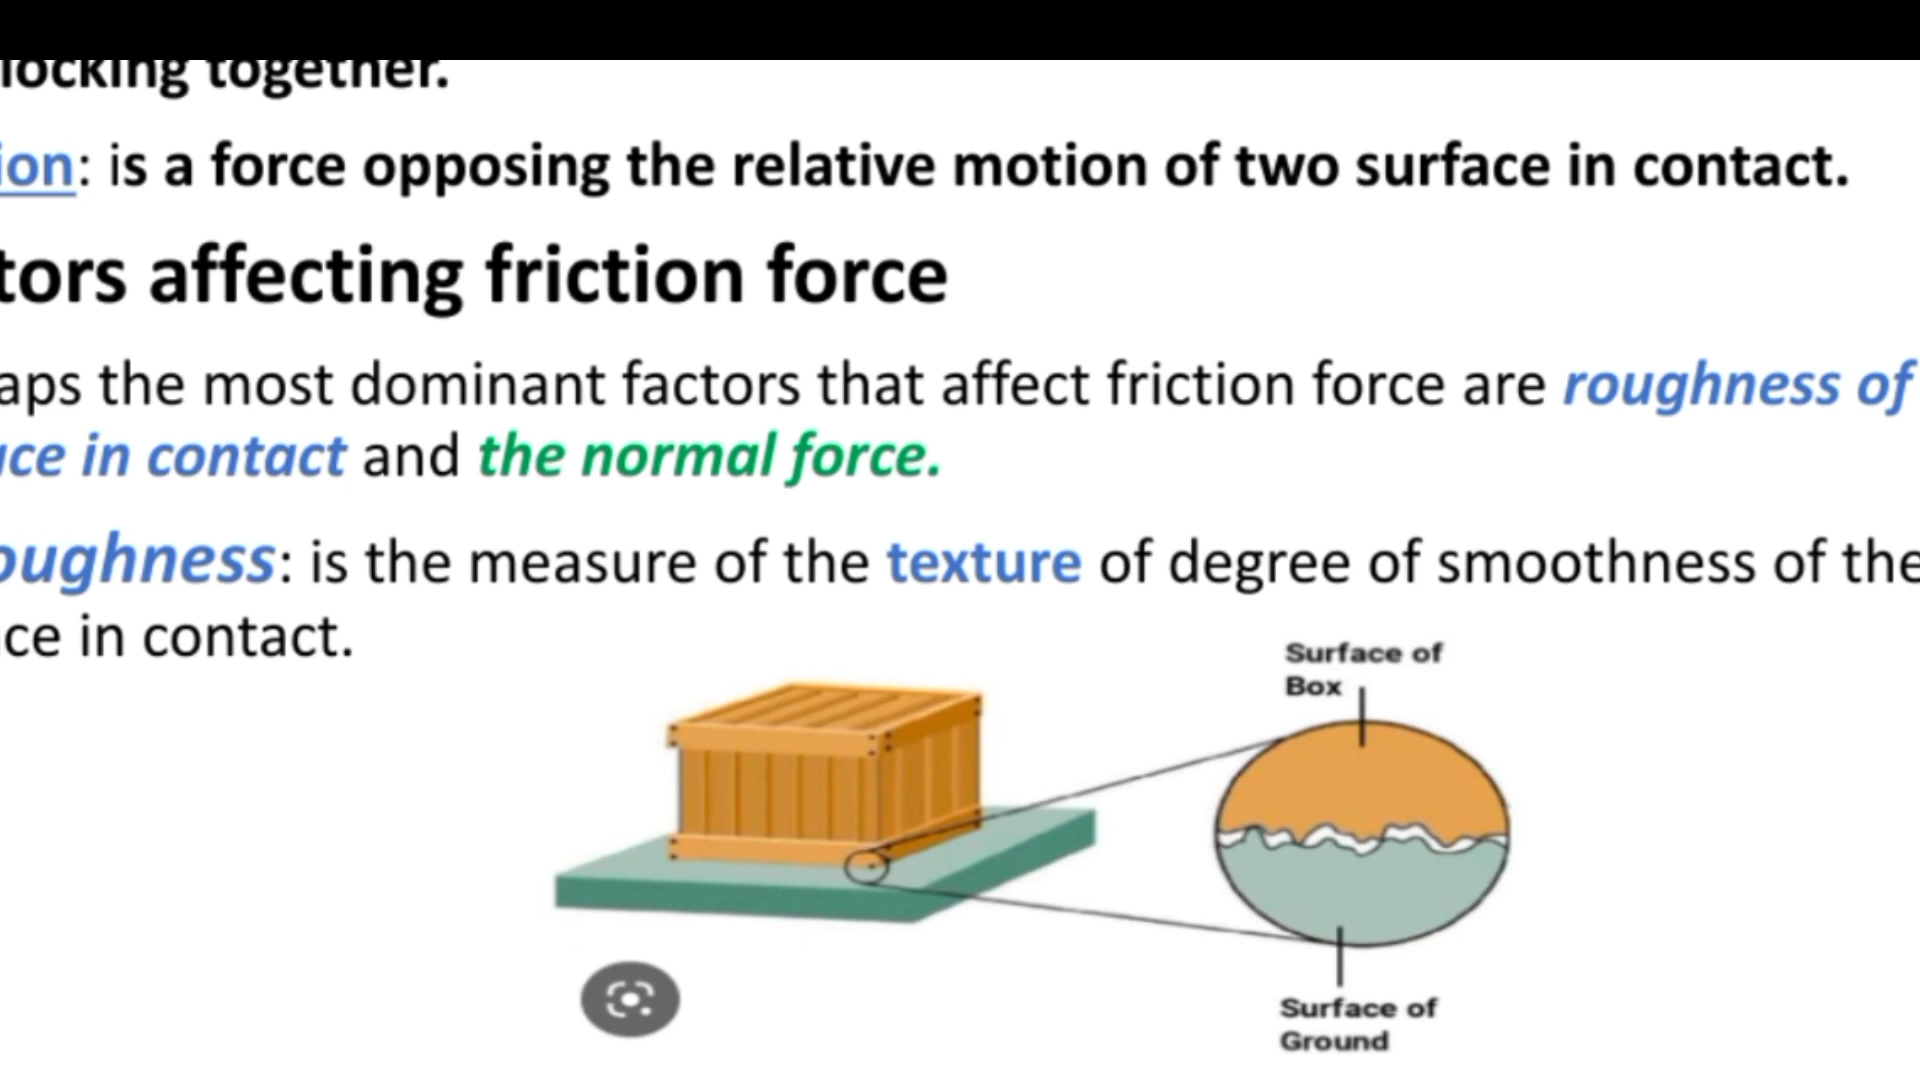 locking together.
ion: is a force opposing the relative motion of two surface in contact.
tors affecting friction force
aps the most dominant factors that affect friction force are roughness of
ace in contact and the normal force.
oughness: is the measure of the texture of degree of smoothness of the
ce in contact.
Surface of
Box
Surface of
Ground